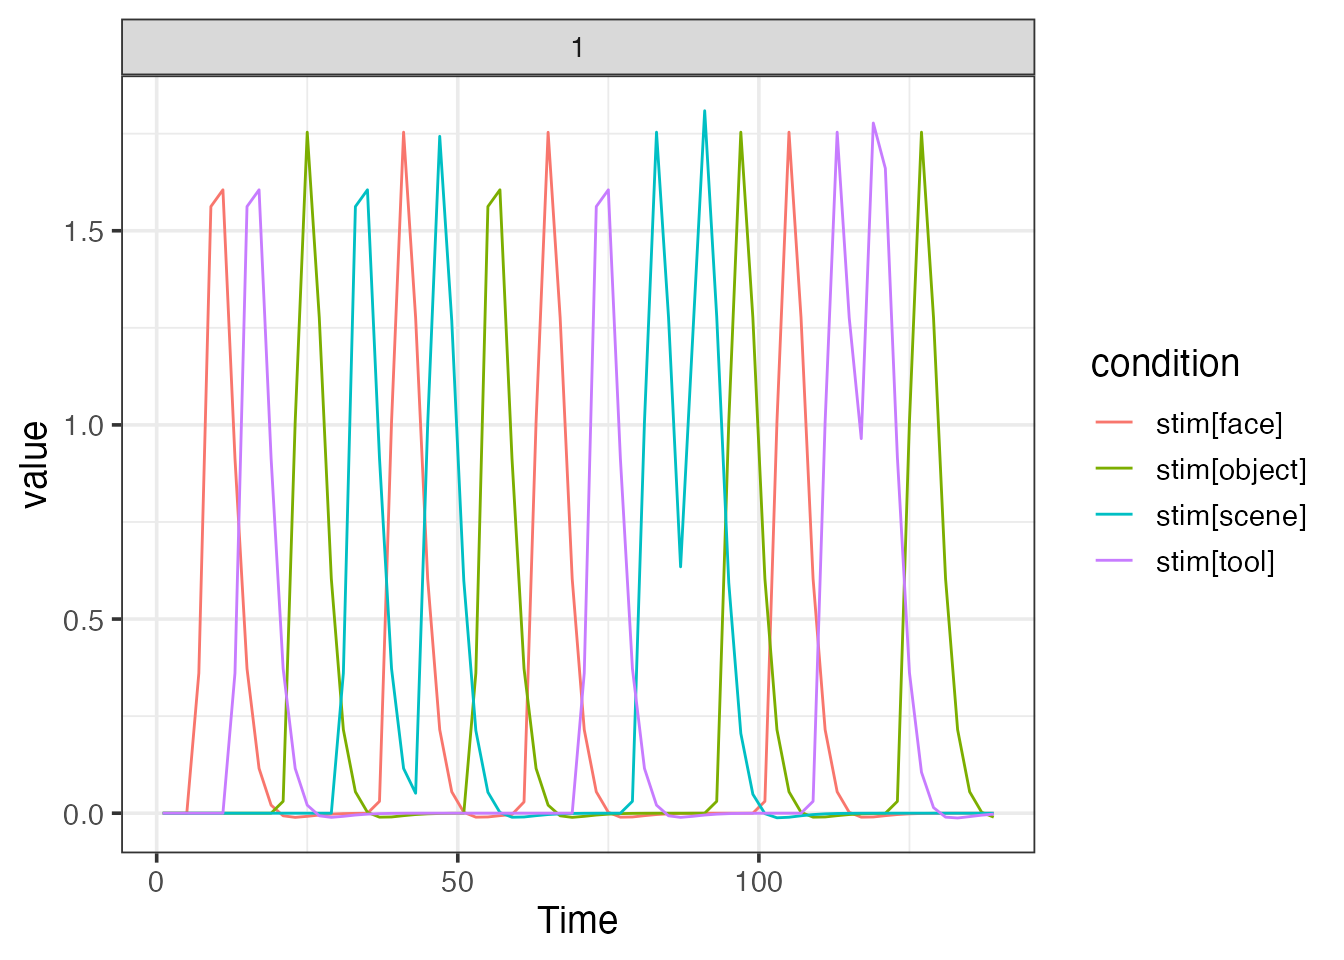 1
value
1.5
1.0
0.5
0.0
0
50
100
Time
condition
stim[face]
stim[object]
stim[scene]
stim[tool]